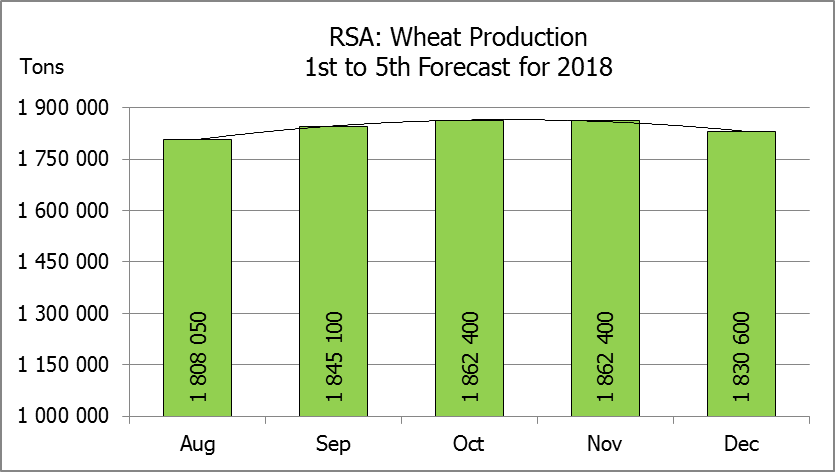 RSA: Wheat Production
1st to 5th Forecast for 2018
Tons
1 900 000
1 750 000
1 600 000
1 450 000
1 300 000
1 150 000
1 000 000
1 808 050
1 845 100
1 862 400
1 862 400
1 830 600
Aug
Sep
Oct
Nov
Dec